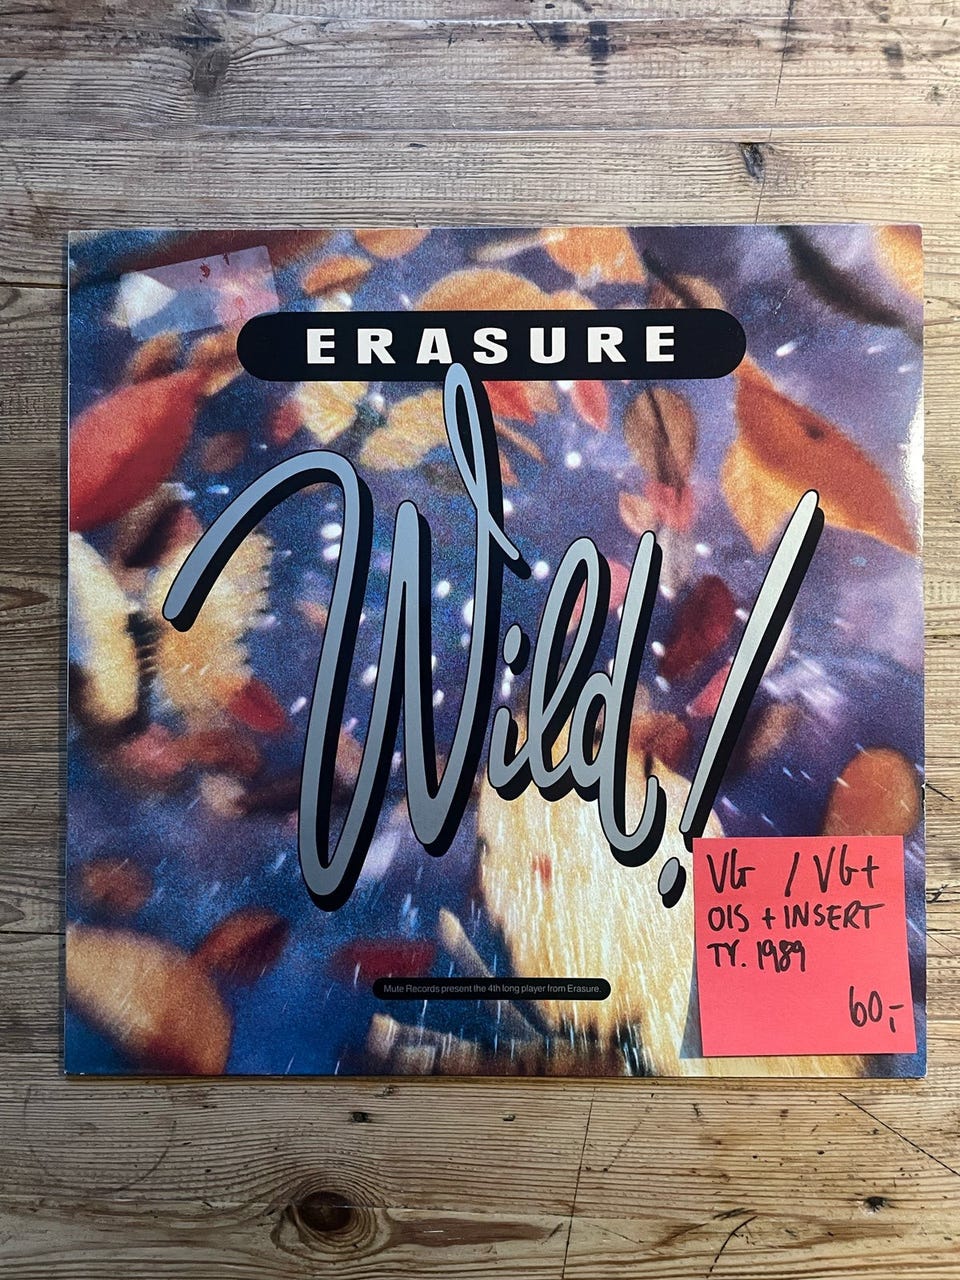 ERASURE
Wild!
Mute Records present the 4th long player from Erasure.
VG / VG+
OIS + INSERT
TY. 1989
60,-